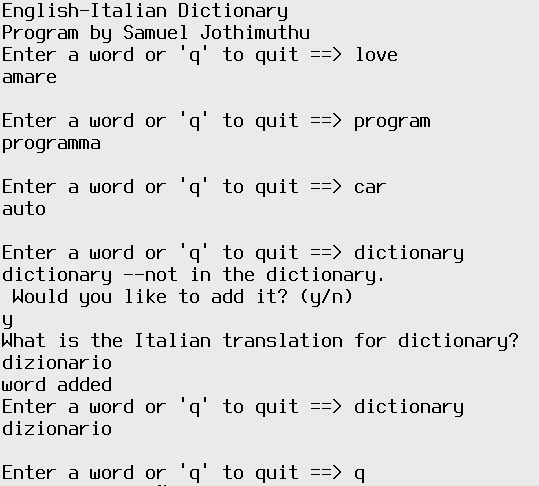 English-Italian Dictionary
Program by Samuel Jothimuthu
Enter a word or 'q' to quit ==> love
amare
Enter a word or 'q' to quit ==> program
programma
Enter a word or 'q' to quit ==> car
auto
Enter a word or 'q' to quit ==> dictionary
dictionary --not in the dictionary.
Would you like to add it? (y/n)
y
What is the Italian translation for dictionary?
dizionario
word added
Enter a word or 'q' to quit ==> dictionary
dizionario
Enter a word or 'q' to quit ==> q